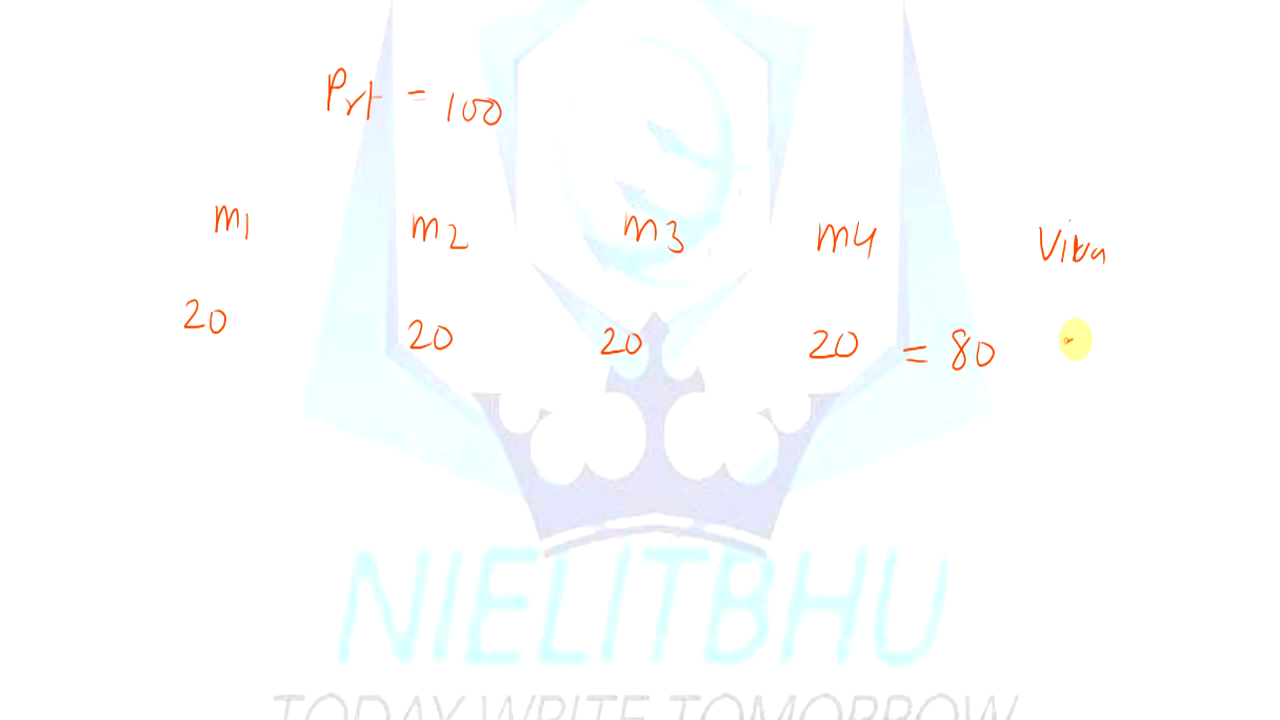 Prt = 100
m1 m2 m3 m4 Viva
20 20 20 20 = 80
NIELITBHU
TODAY WRITE TOMORROW